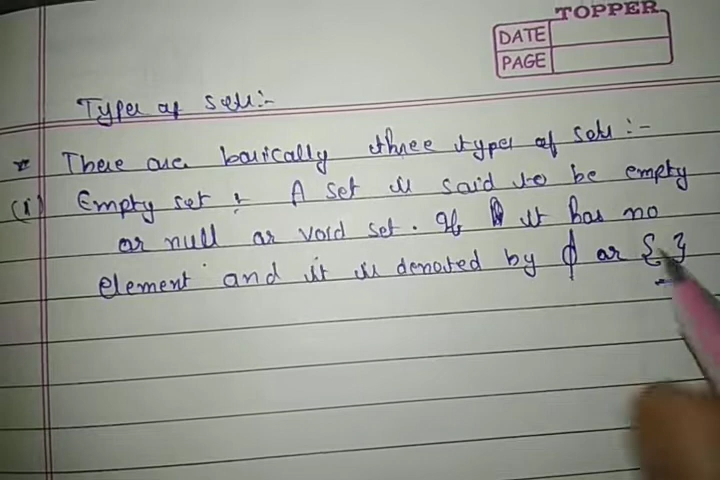 TOPPER
DATE
PAGE
Types of sets:-
* There are basically three types of sets :-
(1) Empty set : A set is said to be empty
or null or void set. If it has no
element and it is denoted by ϕ or { }